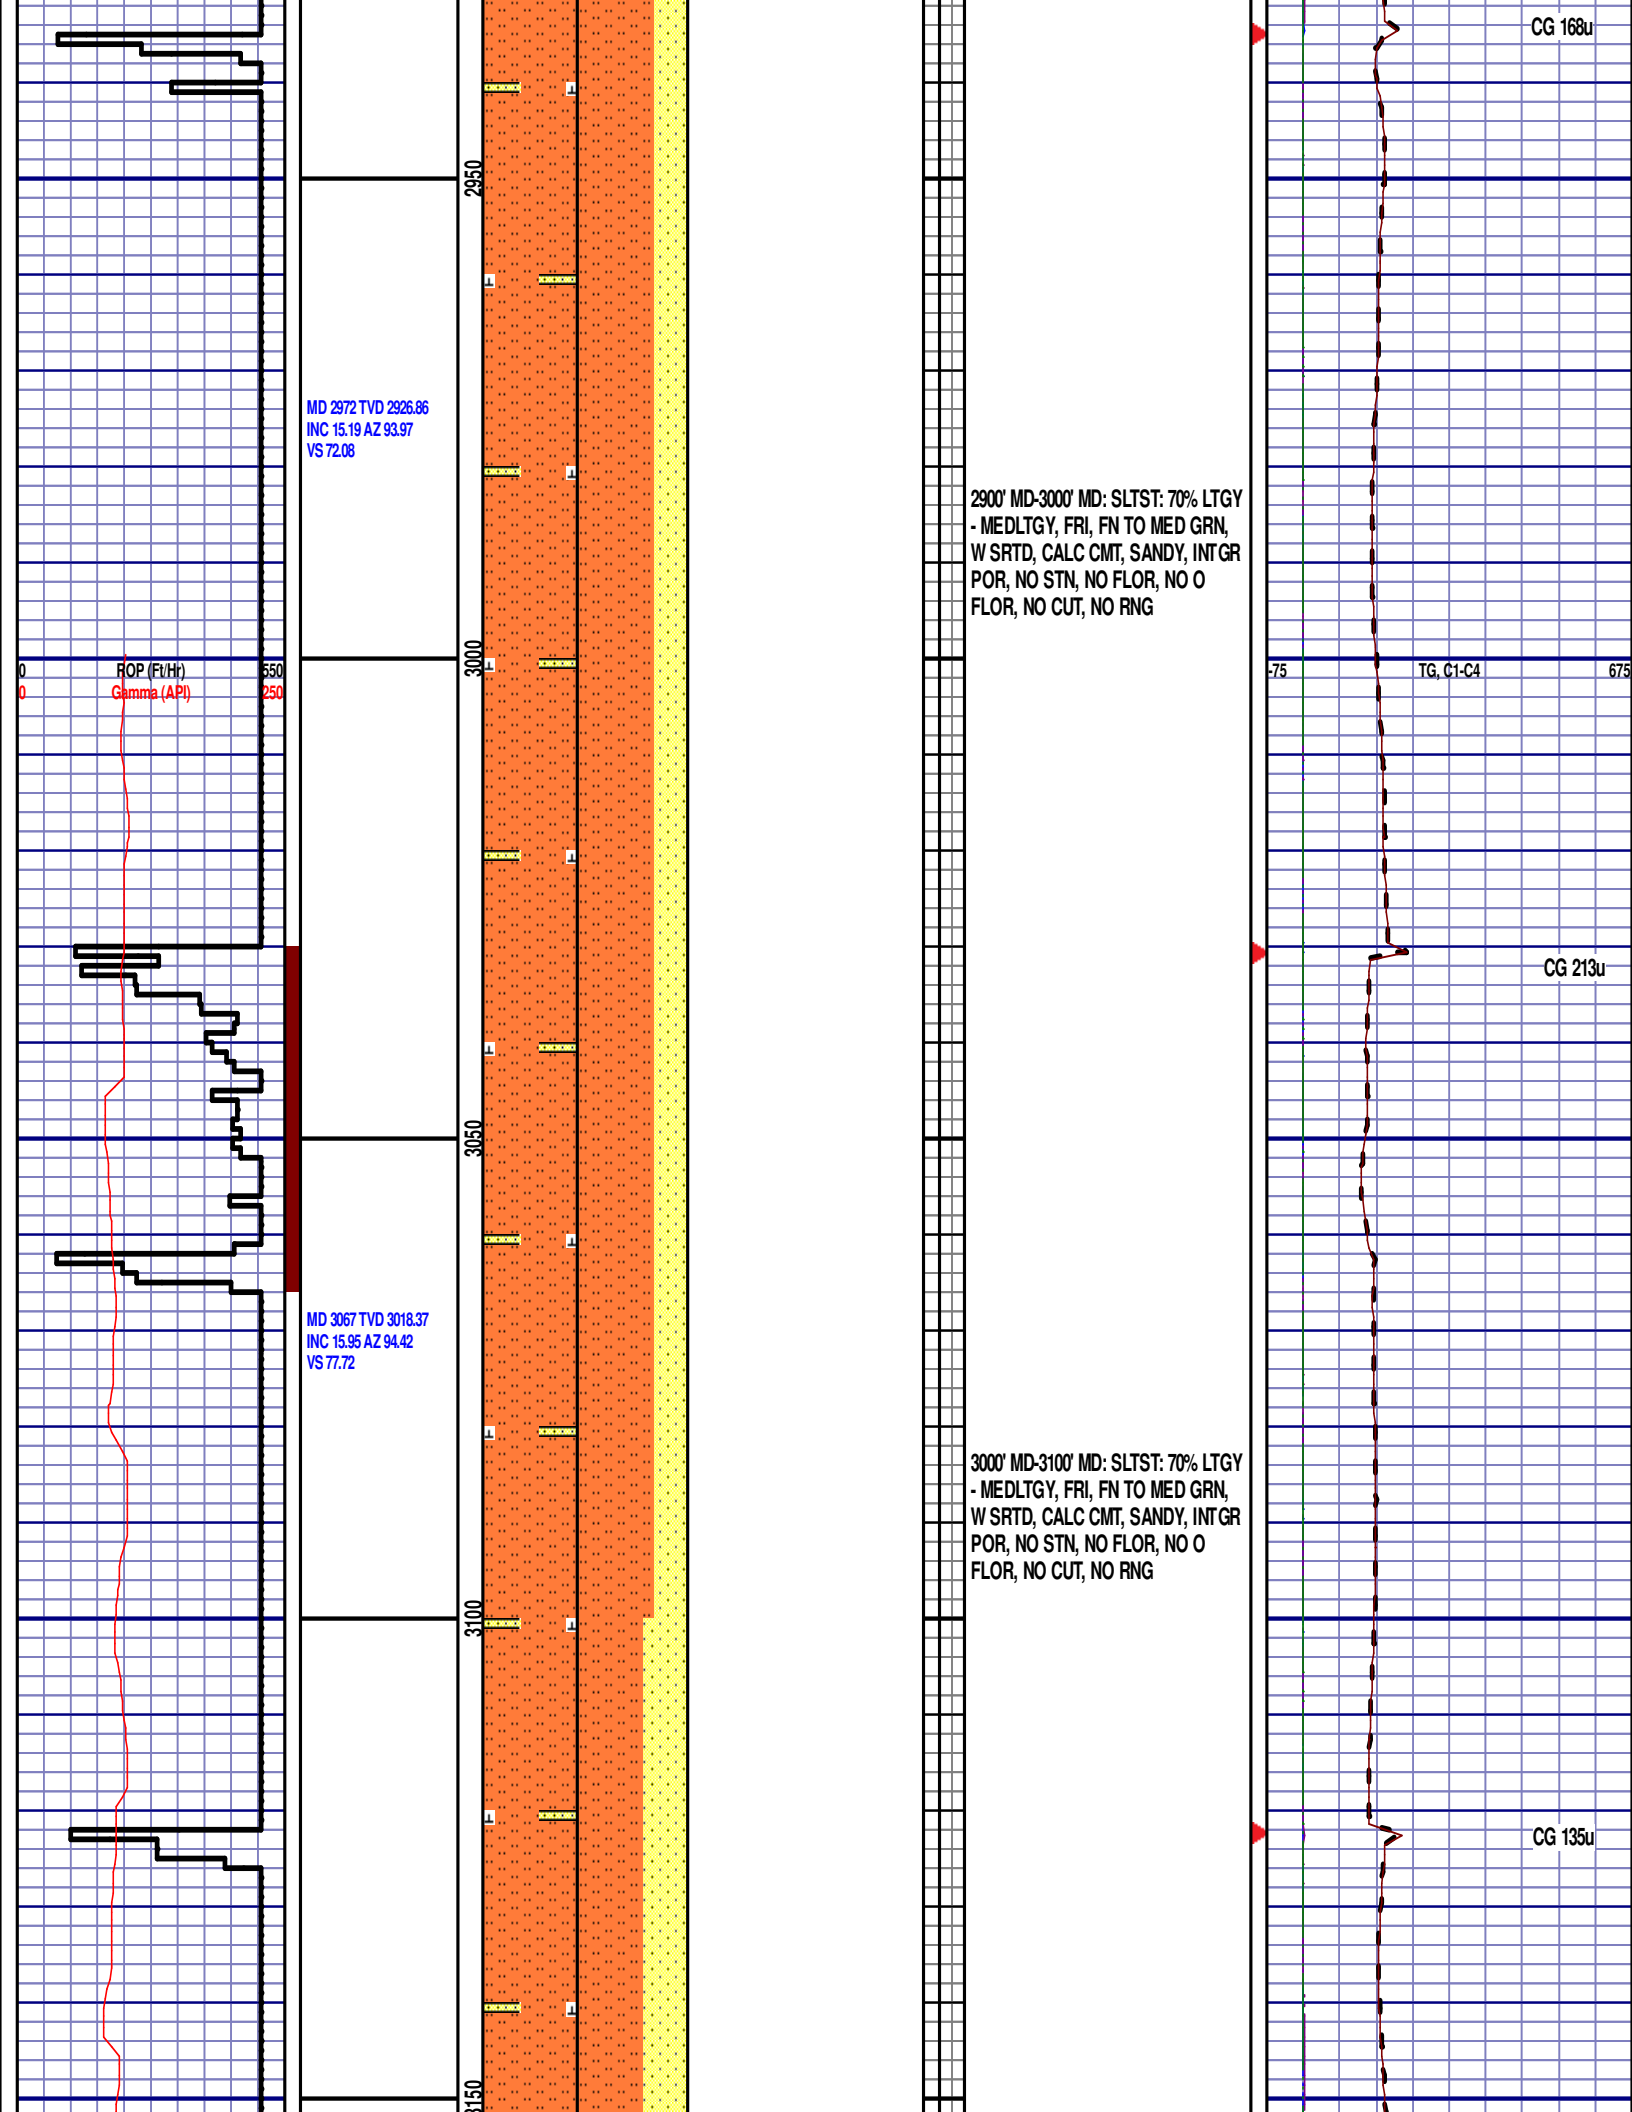 CG 168u
2950
MD 2972 TVD 2926.86
INC 15.19 AZ 93.97
VS 72.08
2900' MD-3000' MD: SLTST: 70% LTGY
- MEDLTGY, FRI, FN TO MED GRN,
W SRTD, CALC CMT, SANDY, INTGR
POR, NO STN, NO FLOR, NO O
FLOR, NO CUT, NO RNG
3000
0 ROP (Ft/Hr) 550
0 Gamma (API) 250
-75 TG, C1-C4 675
CG 213u
3050
MD 3067 TVD 3018.37
INC 15.95 AZ 94.42
VS 77.72
3000' MD-3100' MD: SLTST: 70% LTGY
- MEDLTGY, FRI, FN TO MED GRN,
W SRTD, CALC CMT, SANDY, INTGR
POR, NO STN, NO FLOR, NO O
FLOR, NO CUT, NO RNG
3100
CG 135u
3150